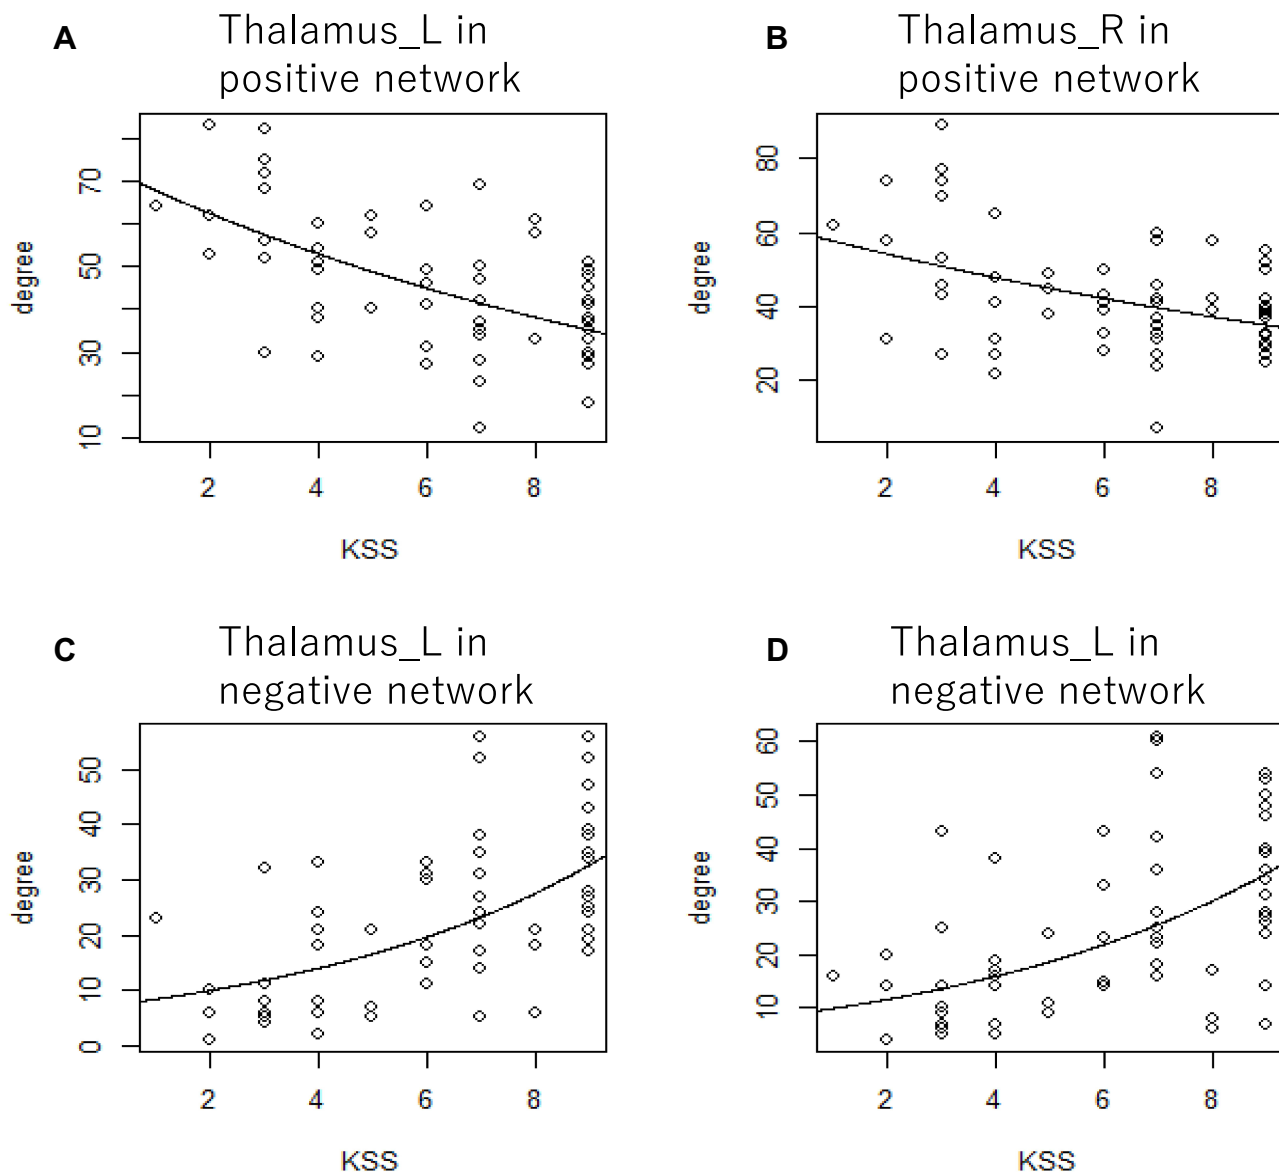 A
Thalamus_L in
positive network
70
50
30
10
degree
2 4 6 8
KSS
B
Thalamus_R in
positive network
80
60
40
20
degree
2 4 6 8
KSS
C
Thalamus_L in
negative network
50
40
30
20
10
0
degree
2 4 6 8
KSS
D
Thalamus_L in
negative network
60
50
40
30
20
10
degree
2 4 6 8
KSS